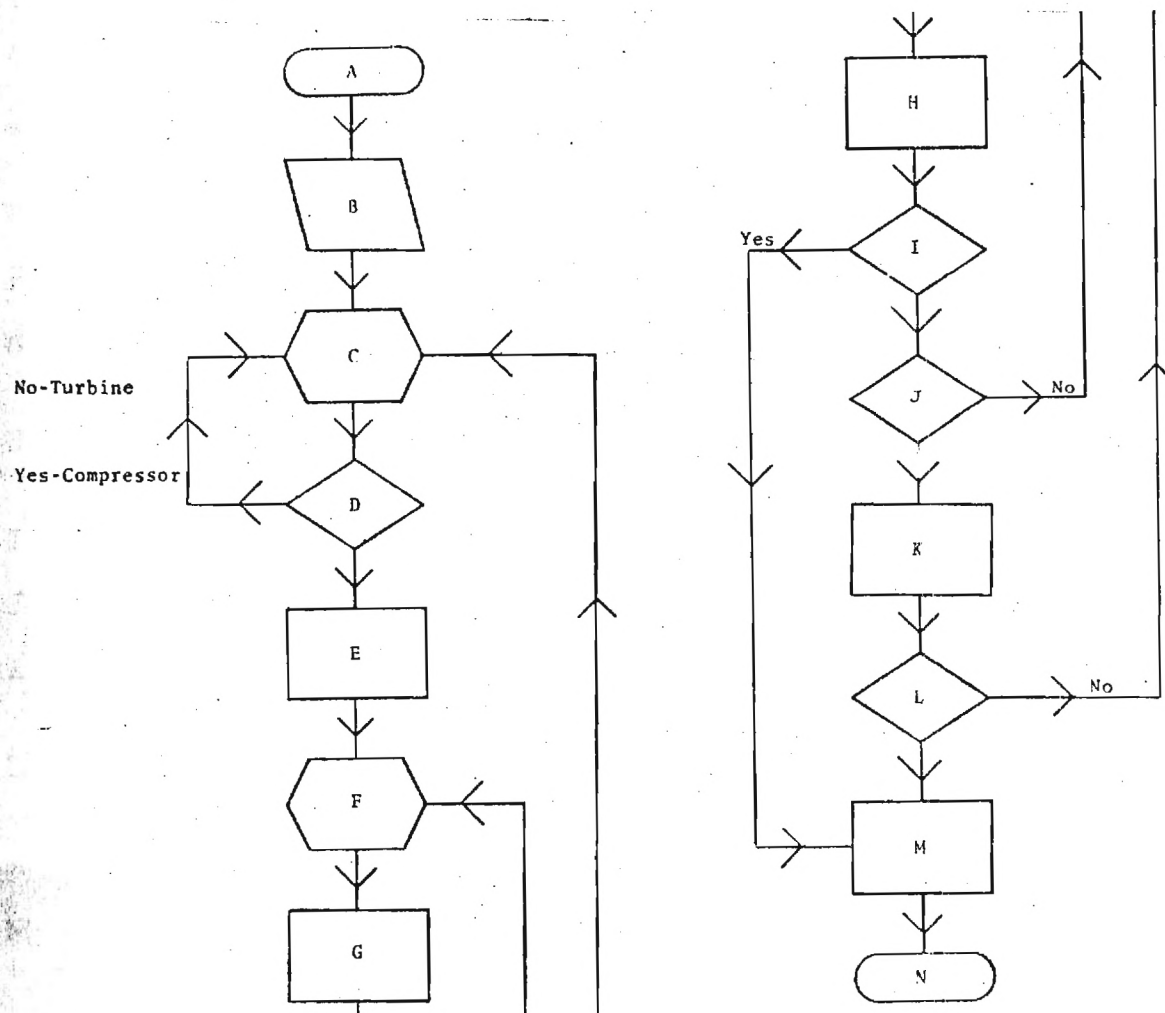 A
B
C
No-Turbine
Yes-Compressor
D
E
F
G
H
Yes
I
J
No
K
L
No
M
N